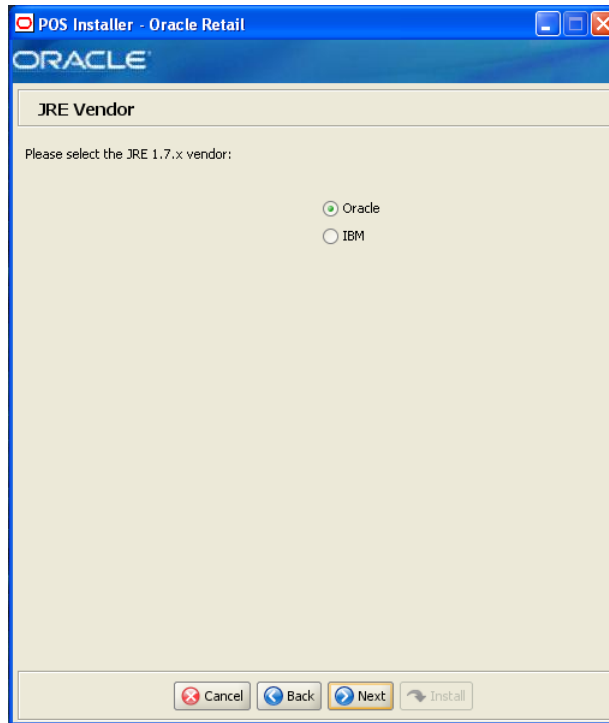 POS Installer - Oracle Retail
ORACLE
JRE Vendor
Please select the JRE 1.7.x vendor:
Oracle
IBM
Cancel Back Next Install